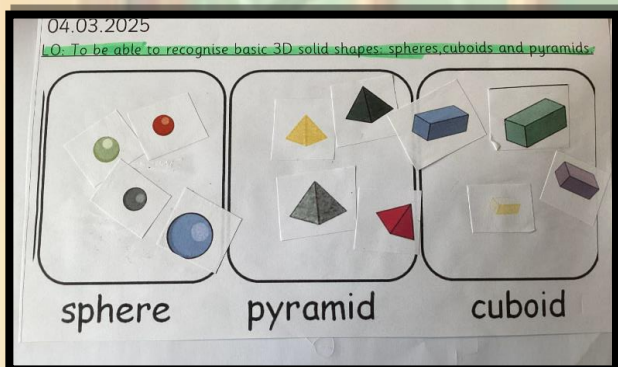 04.03.2025
LO: To be able to recognise basic 3D solid shapes: spheres,cuboids and pyramids.
sphere
pyramid
cuboid